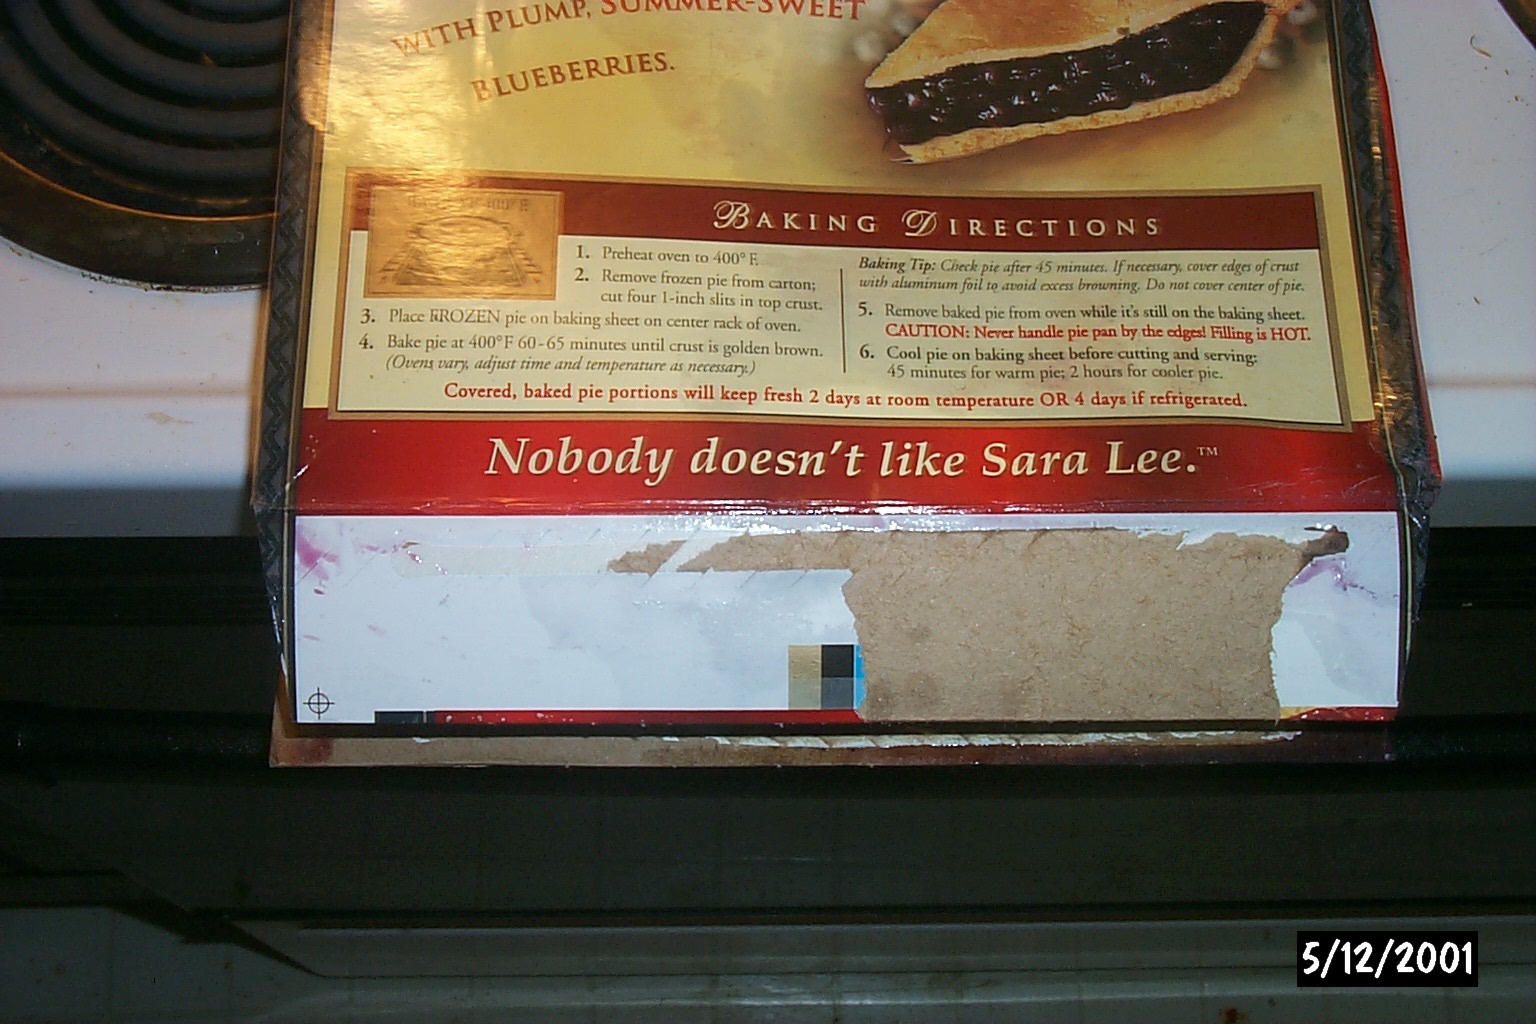 WITH PLUMP, SUMMER-SWEET
BLUEBERRIES.
BAKING DIRECTIONS
1. Preheat oven to 400° F.
2. Remove frozen pie from carton;
cut four 1-inch slits in top crust.
3. Place FROZEN pie on baking sheet on center rack of oven.
4. Bake pie at 400°F 60-65 minutes until crust is golden brown.
(Ovens vary, adjust time and temperature as necessary.)
Baking Tip: Check pie after 45 minutes. If necessary, cover edges of crust
with aluminum foil to avoid excess browning. Do not cover center of pie.
5. Remove baked pie from oven while it's still on the baking sheet.
CAUTION: Never handle pie pan by the edges! Filling is HOT.
6. Cool pie on baking sheet before cutting and serving:
45 minutes for warm pie; 2 hours for cooler pie.
Covered, baked pie portions will keep fresh 2 days at room temperature OR 4 days if refrigerated.
Nobody doesn't like Sara Lee.™
5/12/2001